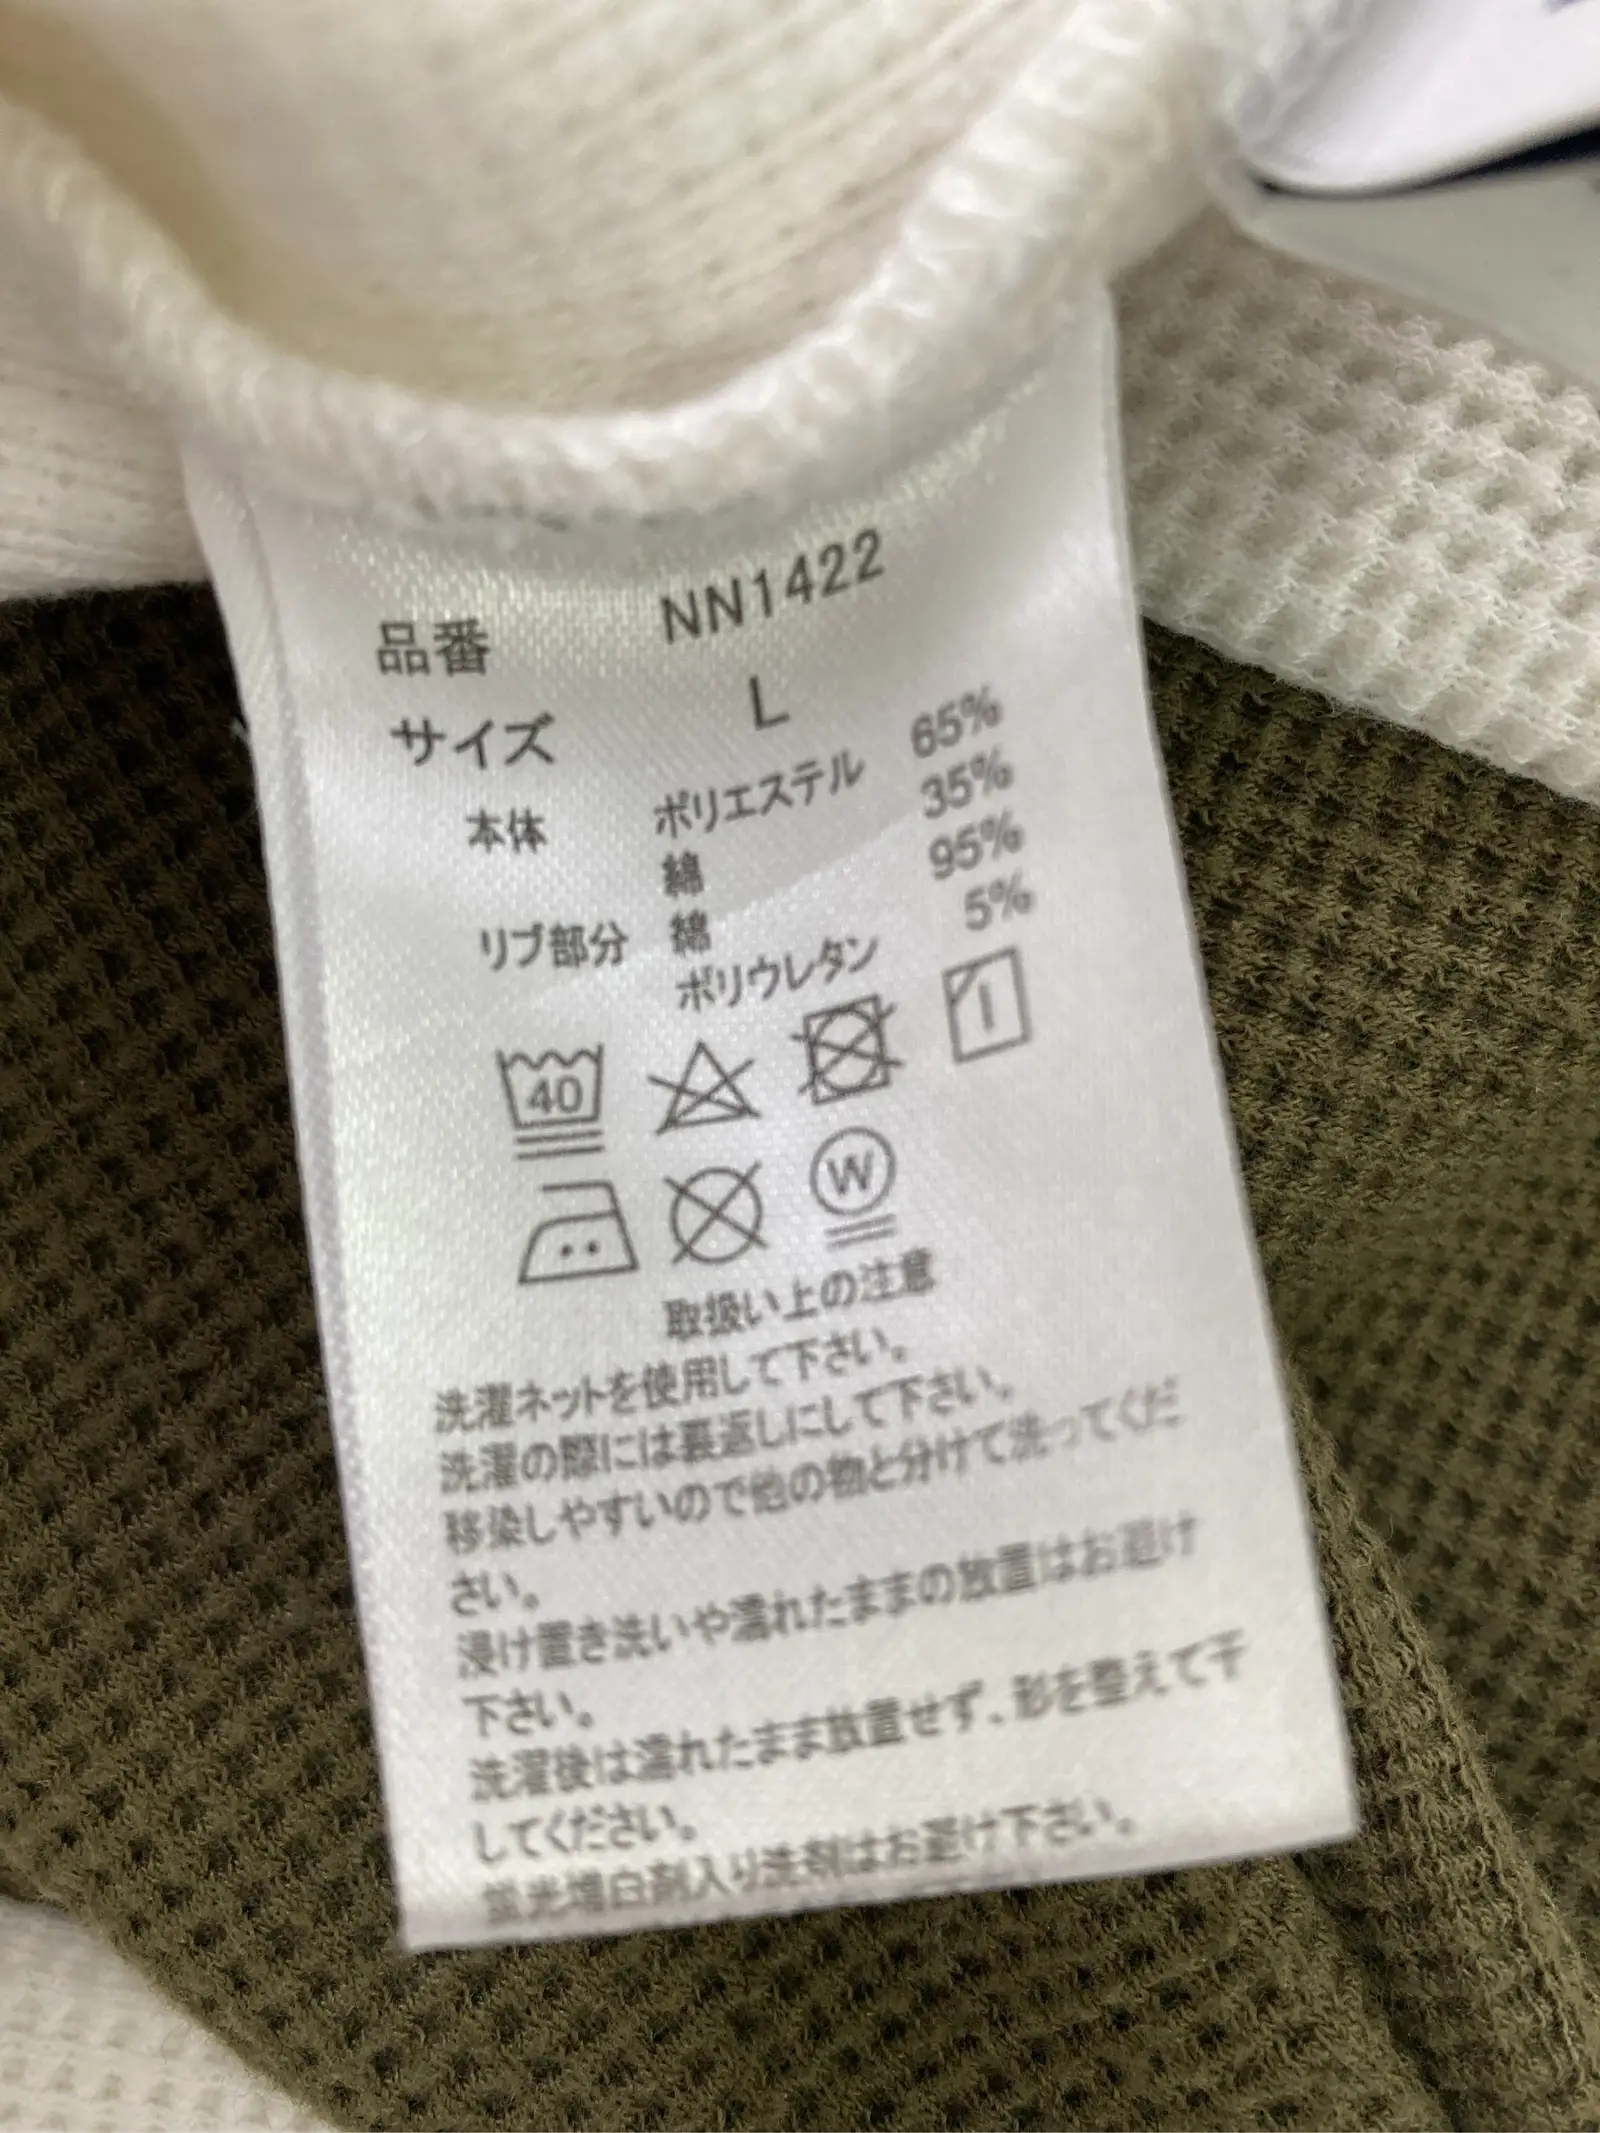 品番 NN1422
サイズ L
本体 ポリエステル 65%
綿 35%
リブ部分 綿 95%
ポリウレタン 5%
40
W
取扱い上の注意
洗濯ネットを使用して下さい。
洗濯の際には裏返しにして下さい。
移染しやすいので他の物と分けて洗ってくだ
さい。
浸け置き洗いや濡れたままの放置はお避け
下さい。
洗濯後は濡れたまま放置せず、形を整えて干
してください。
蛍光増白剤入り洗剤はお避け下さい。